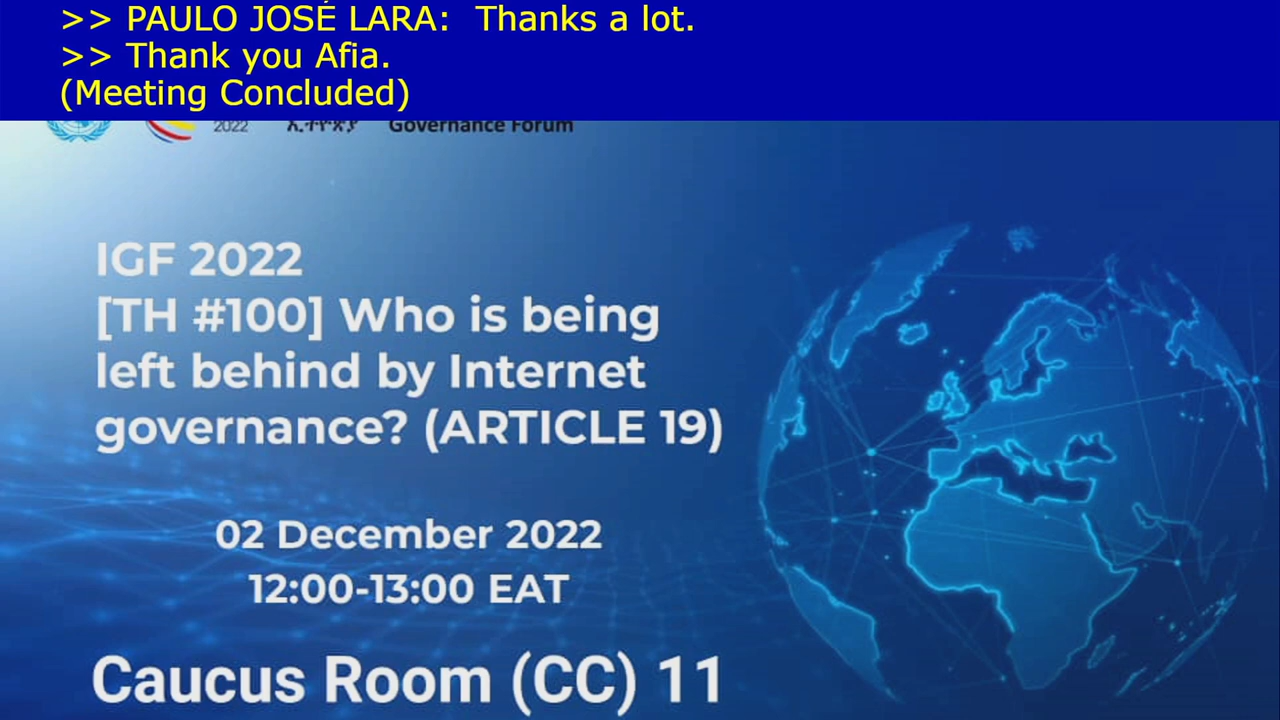 >> PAULO JOSÉ LARA:  Thanks a lot.
>> Thank you Afia.
(Meeting Concluded)
2022 ኢትዮጵያ Governance Forum
IGF 2022
[TH #100] Who is being
left behind by Internet
governance? (ARTICLE 19)
02 December 2022
12:00-13:00 EAT
Caucus Room (CC) 11